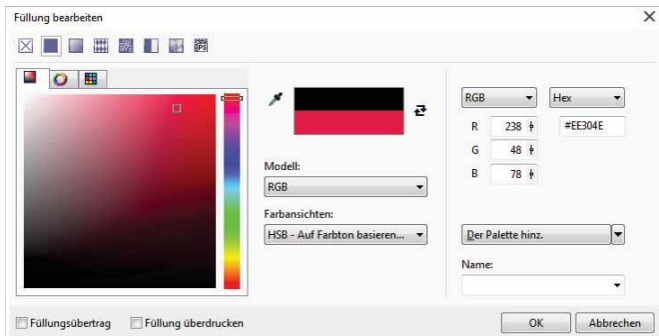 Füllung bearbeiten
PS
RGB
Hex
R 238 #EE304E
G 48
B 78
Modell:
RGB
Farbansichten:
HSB - Auf Farbton basieren...
Der Palette hinz.
Name:
Füllungsübertrag
Füllung überdrucken
OK
Abbrechen